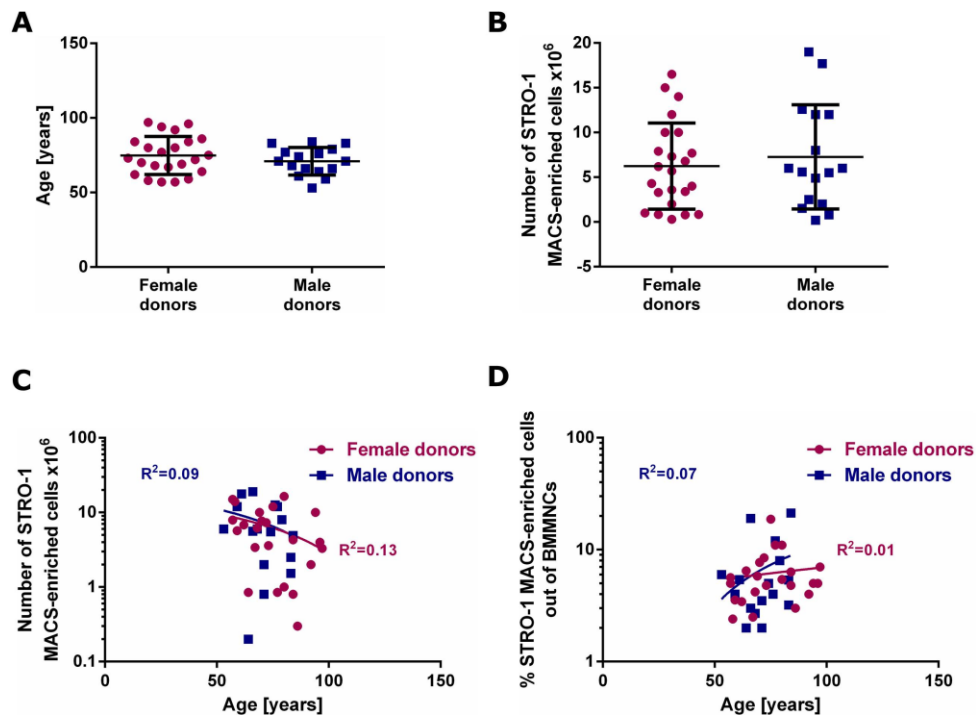 A
Age [years]
150
100
50
0
Female
donors
Male
donors
B
Number of STRO-1
MACS-enriched cells x10⁶
20
15
10
5
0
-5
Female
donors
Male
donors
C
Number of STRO-1
MACS-enriched cells x10⁶
100
10
1
0.1
Female donors
Male donors
R²=0.09
R²=0.13
0
50
100
150
Age [years]
D
% STRO-1 MACS-enriched cells
out of BMMNCs
100
10
1
Female donors
Male donors
R²=0.07
R²=0.01
0
50
100
150
Age [years]